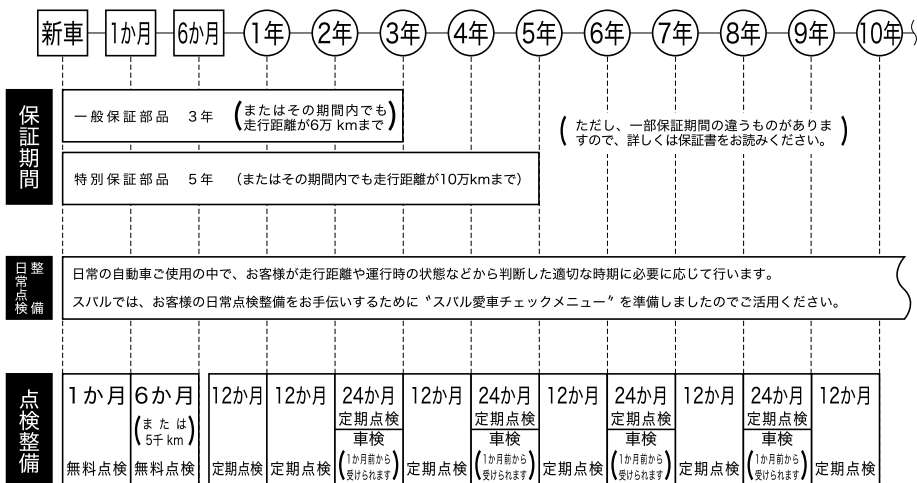 新車 1か月 6か月 1年 2年 3年 4年 5年 6年 7年 8年 9年 10年
保証期間
一般保証部品 3年 (またはその期間内でも
走行距離が6万 kmまで)
(ただし、一部保証期間の違うものがありま
すので、詳しくは保証書をお読みください。)
特別保証部品 5年 (またはその期間内でも走行距離が10万kmまで)
日常点検
整備
日常の自動車ご使用の中で、お客様が走行距離や運行時の状態などから判断した適切な時期に必要に応じて行います。
スバルでは、お客様の日常点検整備をお手伝いするために〝スバル愛車チェックメニュー〟を準備しましたのでご活用ください。
点検整備
1か月
無料点検
6か月
(または
5千 km)
無料点検
12か月
定期点検
12か月
定期点検
24か月
定期点検
車検
(1か月前から
受けられます)
12か月
定期点検
24か月
定期点検
車検
(1か月前から
受けられます)
12か月
定期点検
24か月
定期点検
車検
(1か月前から
受けられます)
12か月
定期点検
24か月
定期点検
車検
(1か月前から
受けられます)
12か月
定期点検